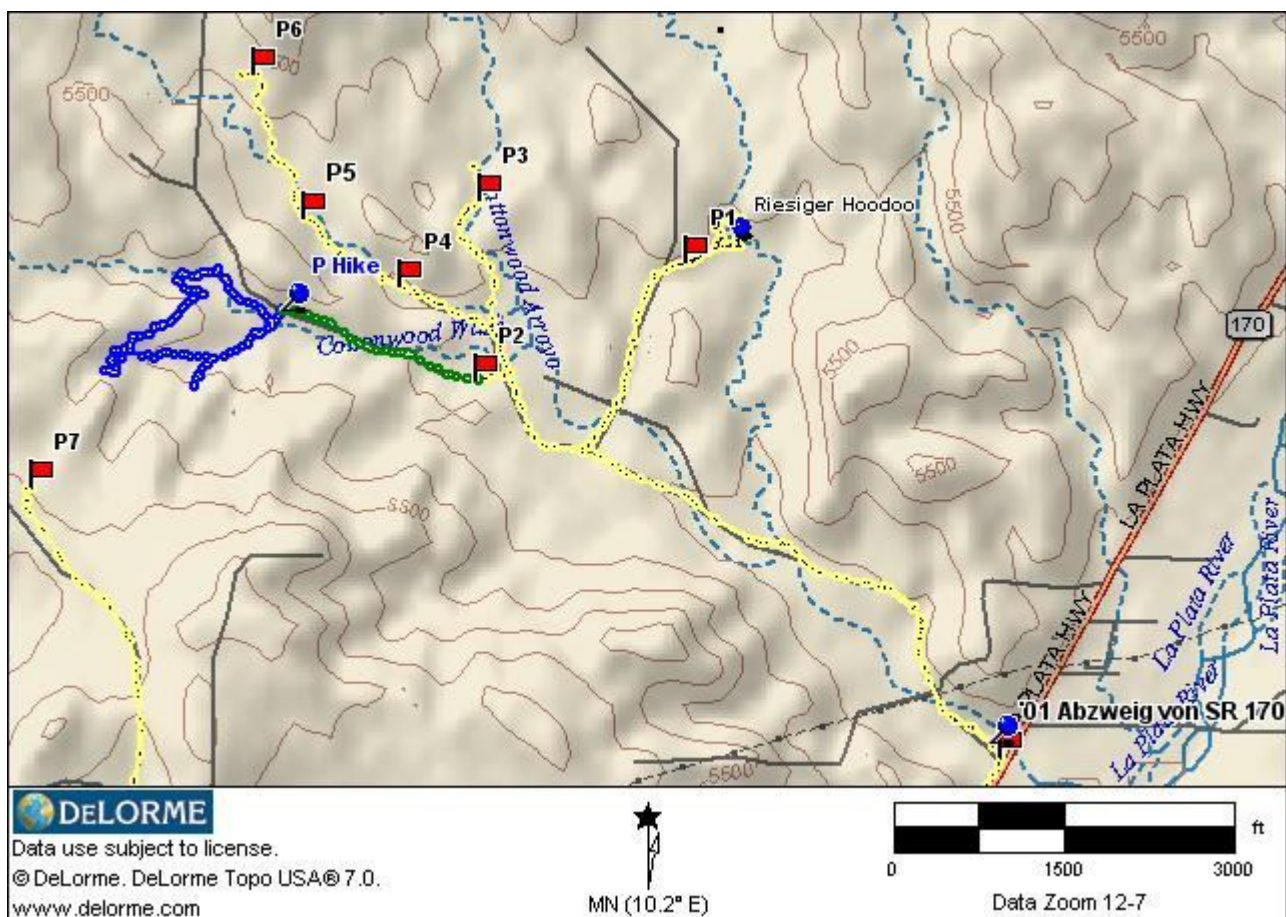 P6
5500
5500
5500
P5
P3
P4
P1
Riesiger Hoodoo
5500
Cottonwood Arroyo
P Hike
Cottonwood Wash
P2
170
5500
P7
5500
5500
LA PLATA HWY
LA PLATA HWY
La Plata River
La Plata River
La Plata River
01 Abzweig von SR 170
5500
DELORME
Data use subject to license.
© DeLorme. DeLorme Topo USA® 7.0.
www.delorme.com
MN (10.2° E)
ft
0 1500 3000
Data Zoom 12-7